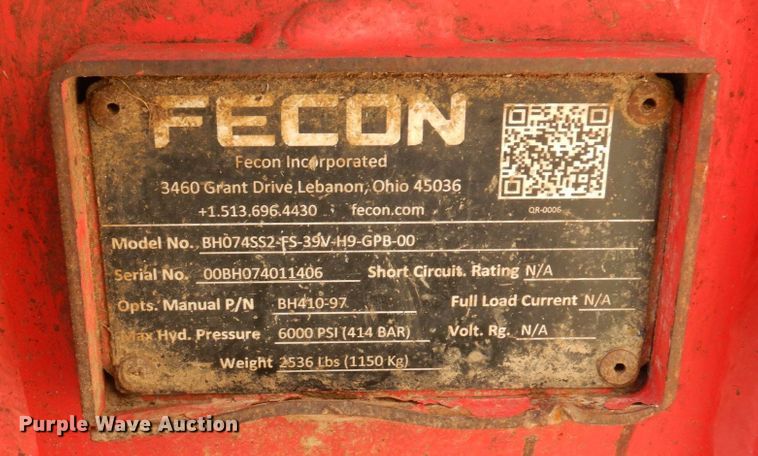 FECON
Fecon Incorporated
3460 Grant Drive,Lebanon, Ohio 45036
+1.513.696.4430 fecon.com
QR-0006
Model No. BH074SS2-FS-39V-H9-GPB-00
Serial No. 00BH074011406 Short Circuit. Rating N/A
Opts. Manual P/N BH410-97 Full Load Current N/A
Max Hyd. Pressure 6000 PSI (414 BAR) Volt. Rg. N/A
Weight 2536 Lbs (1150 Kg)
Purple Wave Auction